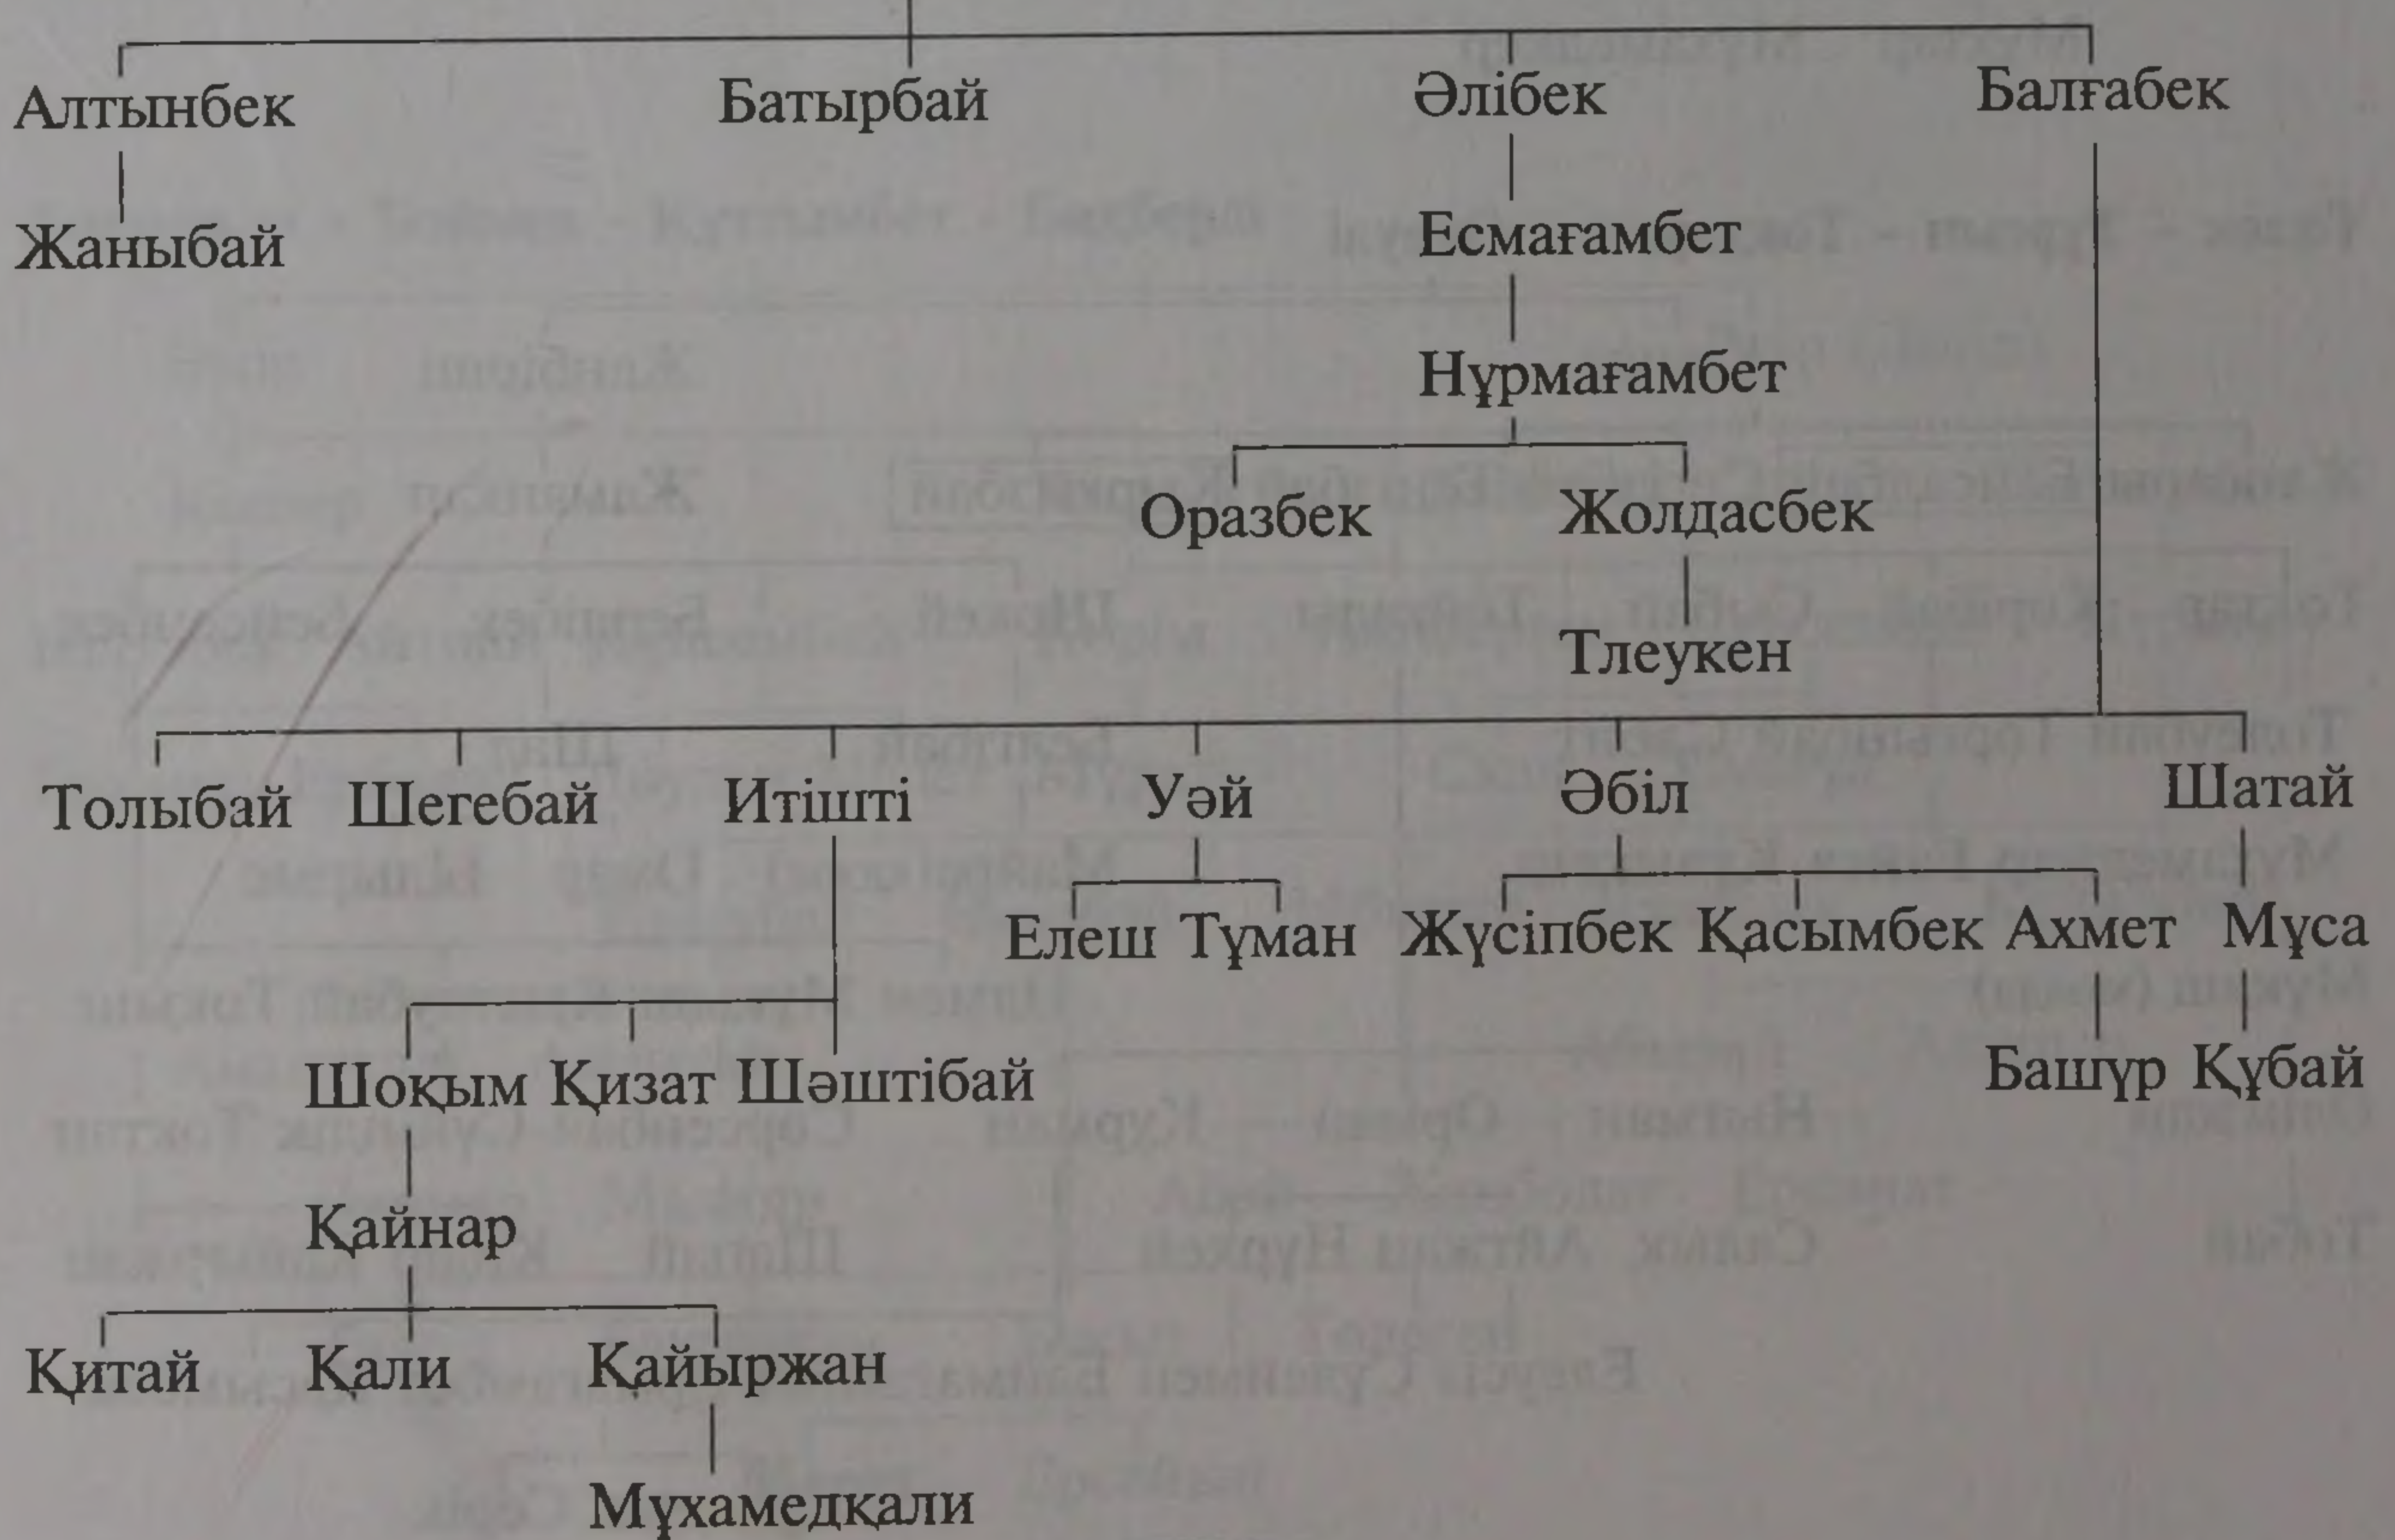 Алтынбек Батырбай Әлібек Балғабек
Жаныбай Есмағамбет
Нұрмағамбет
Оразбек Жолдасбек
Тлеукен
Толыбай Шегебай Итішті Уәй Әбіл Шатай
Елеш Тұман Жүсіпбек Қасымбек Ахмет Мұса
Шоқым Қизат Шәштібай Башүр Құбай
Қайнар
Қитай Қали Қайыржан
Мұхамедқали